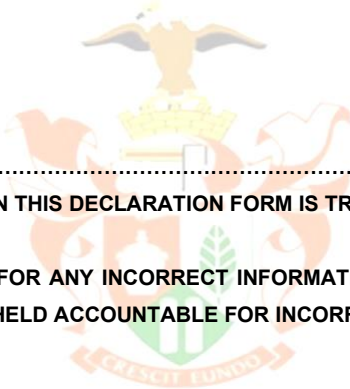 ………………………………………………
N THIS DECLARATION FORM IS TR
FOR ANY INCORRECT INFORMAT
HELD ACCOUNTABLE FOR INCORR
CRESCIT EUNDO